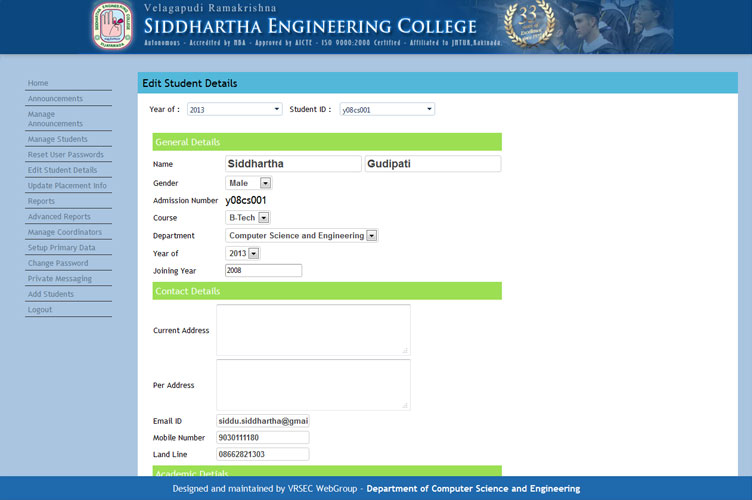 Velagapudi Ramakrishna
SIDDHARTHA ENGINEERING COLLEGE
Autonomous - Accredited by NBA - Approved by AICTE - ISO 9000:2000 Certified - Affiliated to JNTUK,Kakinada.
33
Home
Announcements
Manage
Announcements
Manage Students
Reset User Passwords
Edit Student Details
Update Placement Info
Reports
Advanced Reports
Manage Coordinators
Setup Primary Data
Change Password
Private Messaging
Add Students
Logout
Edit Student Details
Year of : 2013 Student ID : y08cs001
General Details
Name Siddhartha Gudipati
Gender Male
Admission Number y08cs001
Course B-Tech
Department Computer Science and Engineering
Year of 2013
Joining Year 2008
Contact Details
Current Address
Per Address
Email ID siddu.siddhartha@gmai
Mobile Number 9030111180
Land Line 08662821303
Academic Detials
Designed and maintained by VRSEC WebGroup - Department of Computer Science and Engineering